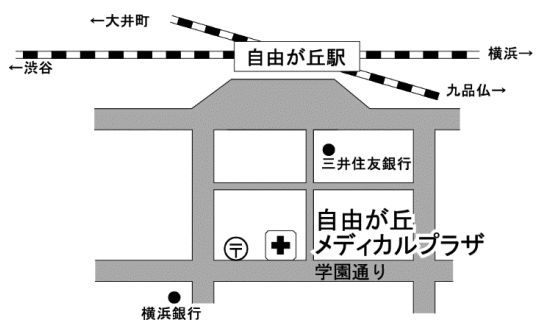 ←大井町
自由が丘駅
横浜→
←渋谷
九品仏→
三井住友銀行
自由が丘
メディカルプラザ
〒
学園通り
横浜銀行